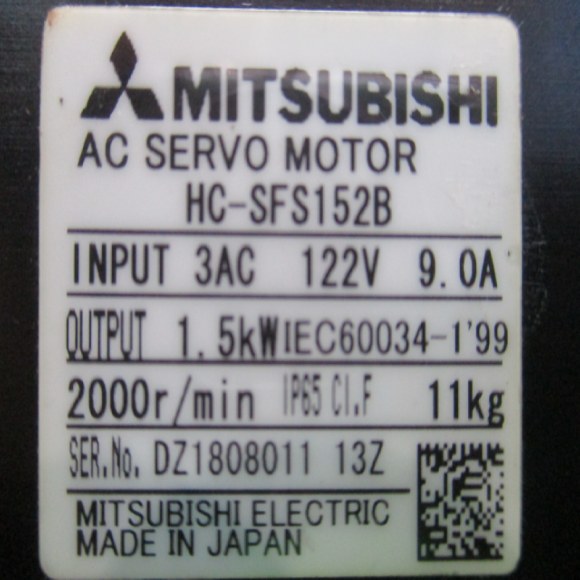 MITSUBISHI
AC SERVO MOTOR
HC-SFS152B
INPUT 3AC 122V 9.0A
OUTPUT 1.5kW IEC60034-1'99
2000r/min IP65 Cl.F 11kg
SER.No. DZ1808011 13Z
MITSUBISHI ELECTRIC
MADE IN JAPAN